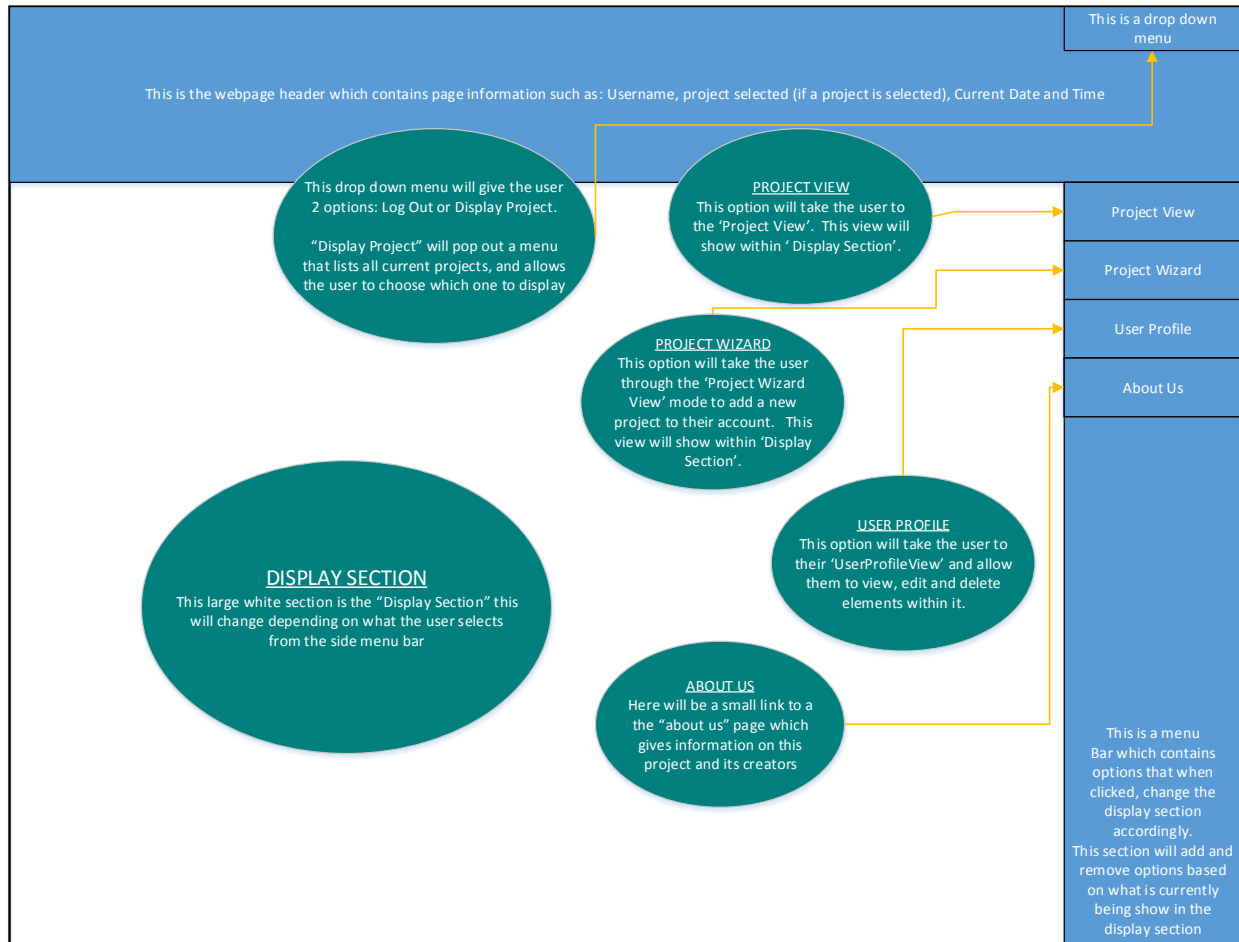 This is a drop down
menu
This is the webpage header which contains page information such as: Username, project selected (if a project is selected), Current Date and Time
This drop down menu will give the user
2 options: Log Out or Display Project.
“Display Project” will pop out a menu
that lists all current projects, and allows
the user to choose which one to display
PROJECT VIEW
This option will take the user to
the ‘Project View’.  This view will
show within ‘ Display Section’.
Project View
Project Wizard
User Profile
About Us
PROJECT WIZARD
This option will take the user
through the ‘Project Wizard
View’ mode to add a new
project to their account.   This
view will show within ‘Display
Section’.
DISPLAY SECTION
This large white section is the “Display Section” this
will change depending on what the user selects
from the side menu bar
USER PROFILE
This option will take the user to
their ‘UserProfileView’ and allow
them to view, edit and delete
elements within it.
ABOUT US
Here will be a small link to a
the “about us” page which
gives information on this
project and its creators
This is a menu
Bar which contains
options that when
clicked, change the
display section
accordingly.
This section will add and
remove options based
on what is currently
being show in the
display section